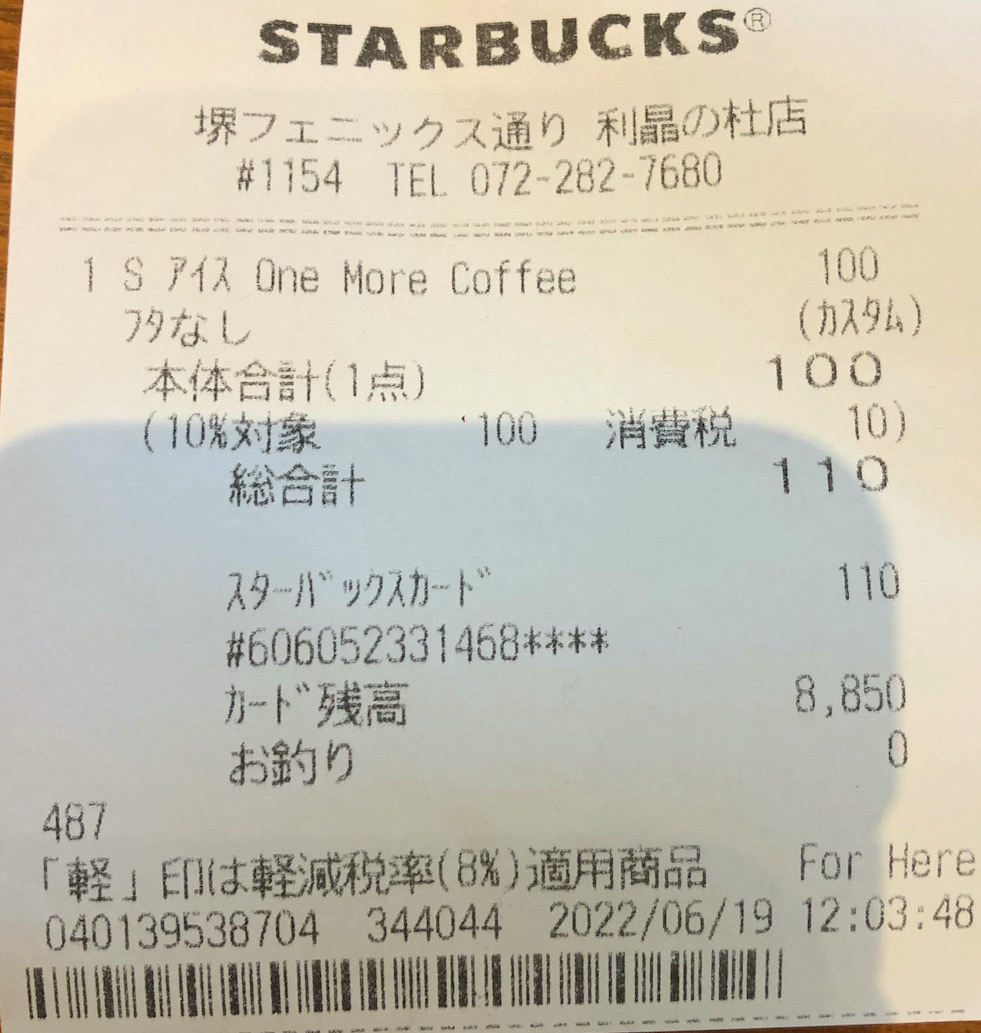 STARBUCKS®
堺フェニックス通り 利晶の杜店
#1154 TEL 072-282-7680
1 S ｱｲｽ One More Coffee 100
ﾌﾀなし (ｶｽﾀﾑ)
本体合計(1点) 100
(10%対象 100 消費税 10)
総合計 110
ｽﾀｰﾊﾞｯｸｽｶｰﾄﾞ 110
#606052331468****
ｶｰﾄﾞ残高 8,850
お釣り 0
487
「軽」印は軽減税率(8%)適用商品 For Here
040139538704 344044 2022/06/19 12:03:48